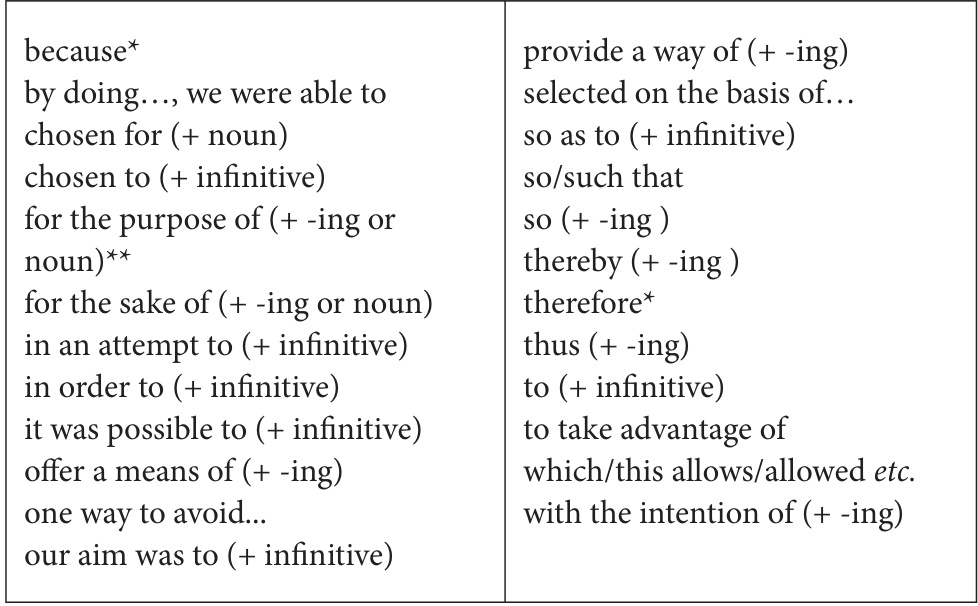 because*
by doing…, we were able to
chosen for (+ noun)
chosen to (+ infinitive)
for the purpose of (+ -ing or
noun)**
for the sake of (+ -ing or noun)
in an attempt to (+ infinitive)
in order to (+ infinitive)
it was possible to (+ infinitive)
offer a means of (+ -ing)
one way to avoid...
our aim was to (+ infinitive)
provide a way of (+ -ing)
selected on the basis of…
so as to (+ infinitive)
so/such that
so (+ -ing )
thereby (+ -ing )
therefore*
thus (+ -ing)
to (+ infinitive)
to take advantage of
which/this allows/allowed etc.
with the intention of (+ -ing)